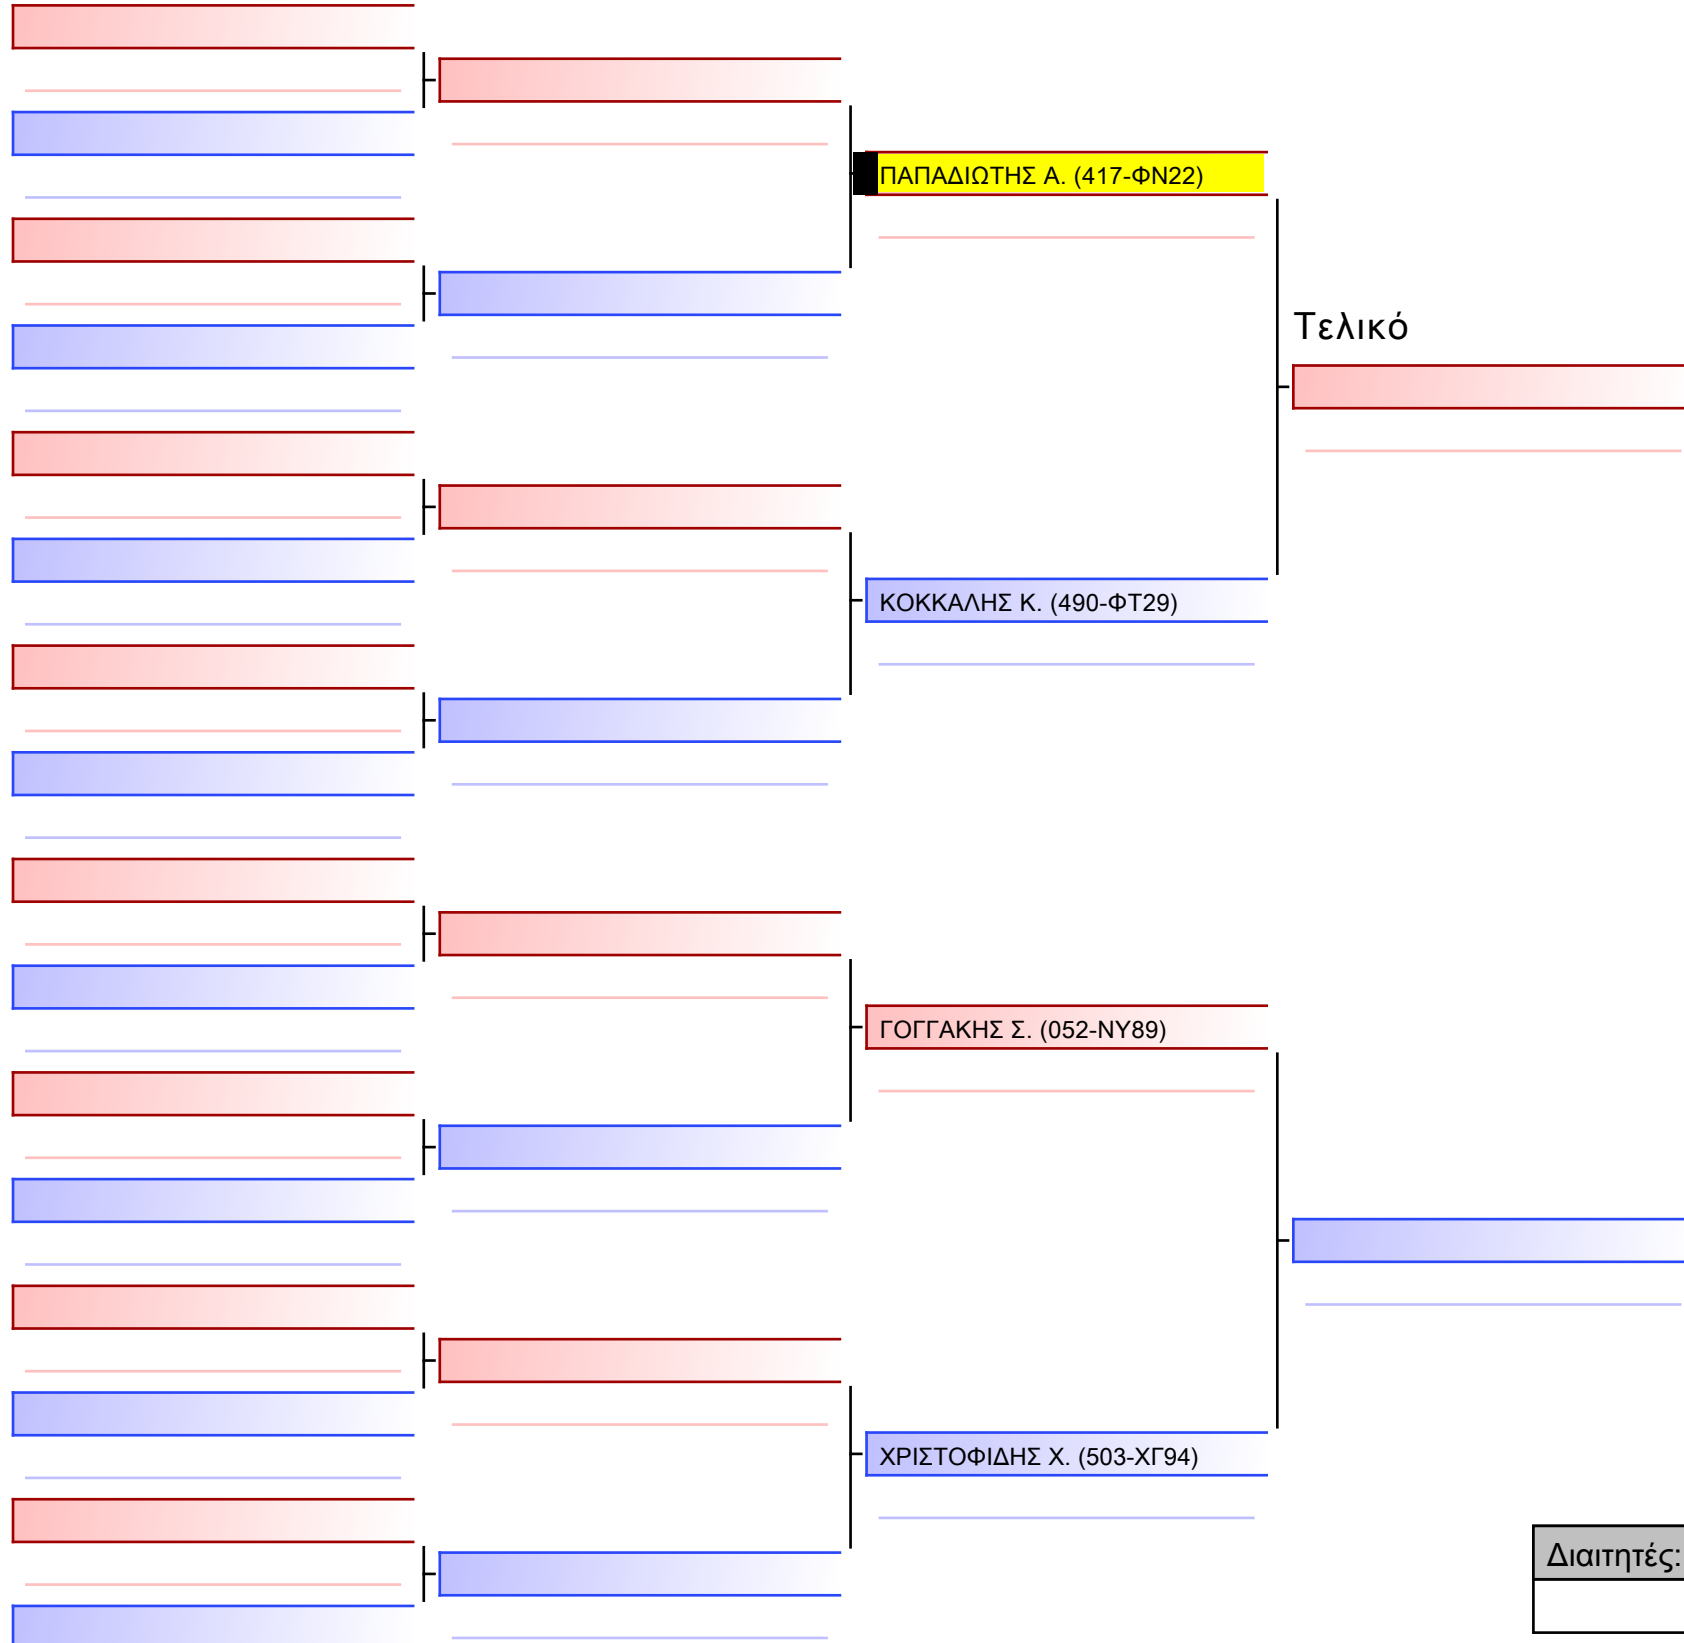 ΠΑΠΑΔΙΩΤΗΣ Α. (417-ΦΝ22)
Τελικό
ΚΟΚΚΑΛΗΣ Κ. (490-ΦΤ29)
ΓΟΓΓΑΚΗΣ Σ. (052-ΝΥ89)
ΧΡΙΣΤΟΦΙΔΗΣ Χ. (503-ΧΓ94)
Διαιτητές: